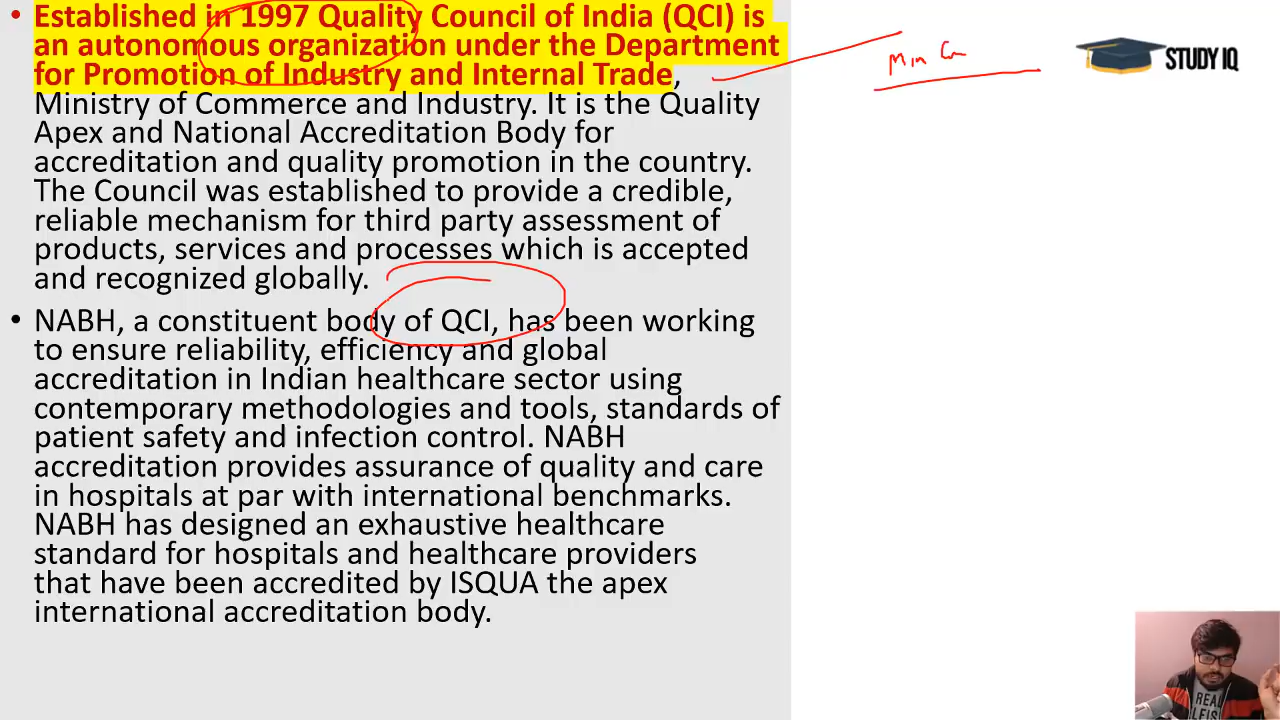 • Established in 1997 Quality Council of India (QCI) is
an autonomous organization under the Department
for Promotion of Industry and Internal Trade,
Ministry of Commerce and Industry. It is the Quality
Apex and National Accreditation Body for
accreditation and quality promotion in the country.
The Council was established to provide a credible,
reliable mechanism for third party assessment of
products, services and processes which is accepted
and recognized globally.
• NABH, a constituent body of QCI, has been working
to ensure reliability, efficiency and global
accreditation in Indian healthcare sector using
contemporary methodologies and tools, standards of
patient safety and infection control. NABH
accreditation provides assurance of quality and care
in hospitals at par with international benchmarks.
NABH has designed an exhaustive healthcare
standard for hospitals and healthcare providers
that have been accredited by ISQUA the apex
international accreditation body.
Min
STUDY IQ